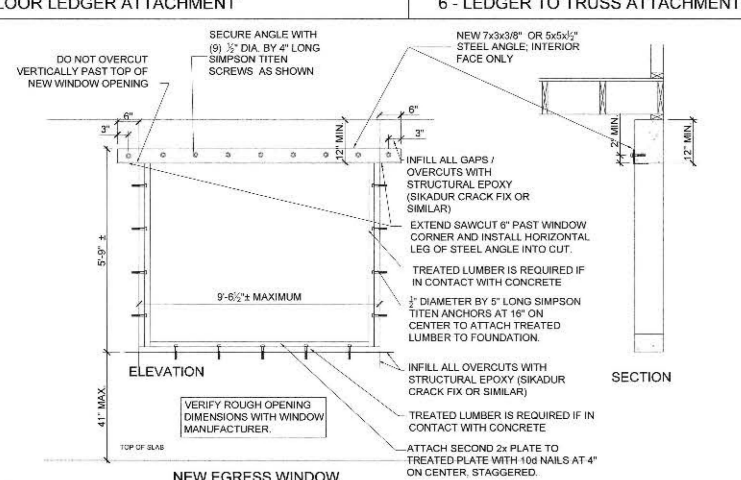 LOOR LEDGER ATTACHMENT
6 - LEDGER TO TRUSS ATTACHMENT
DO NOT OVERCUT
VERTICALLY PAST TOP OF
NEW WINDOW OPENING
SECURE ANGLE WITH
(9) ½" DIA. BY 4" LONG
SIMPSON TITEN
SCREWS AS SHOWN
NEW 7x3x3/8" OR 5x5x½"
STEEL ANGLE; INTERIOR
FACE ONLY
6"
3"
12" MIN.
6"
3"
2" MIN.
12" MIN.
INFILL ALL GAPS /
OVERCUTS WITH
STRUCTURAL EPOXY
(SIKADUR CRACK FIX OR
SIMILAR)
EXTEND SAWCUT 6" PAST WINDOW
CORNER AND INSTALL HORIZONTAL
LEG OF STEEL ANGLE INTO CUT.
TREATED LUMBER IS REQUIRED IF
IN CONTACT WITH CONCRETE
5'-9" ±
9'-6½"± MAXIMUM
½" DIAMETER BY 5" LONG SIMPSON
TITEN ANCHORS AT 16" ON
CENTER TO ATTACH TREATED
LUMBER TO FOUNDATION.
ELEVATION
INFILL ALL OVERCUTS WITH
STRUCTURAL EPOXY (SIKADUR
CRACK FIX OR SIMILAR)
SECTION
41" MAX.
VERIFY ROUGH OPENING
DIMENSIONS WITH WINDOW
MANUFACTURER.
TREATED LUMBER IS REQUIRED IF IN
CONTACT WITH CONCRETE
TOP OF SLAB
ATTACH SECOND 2x PLATE TO
TREATED PLATE WITH 10d NAILS AT 4"
ON CENTER, STAGGERED.
NEW EGRESS WINDOW